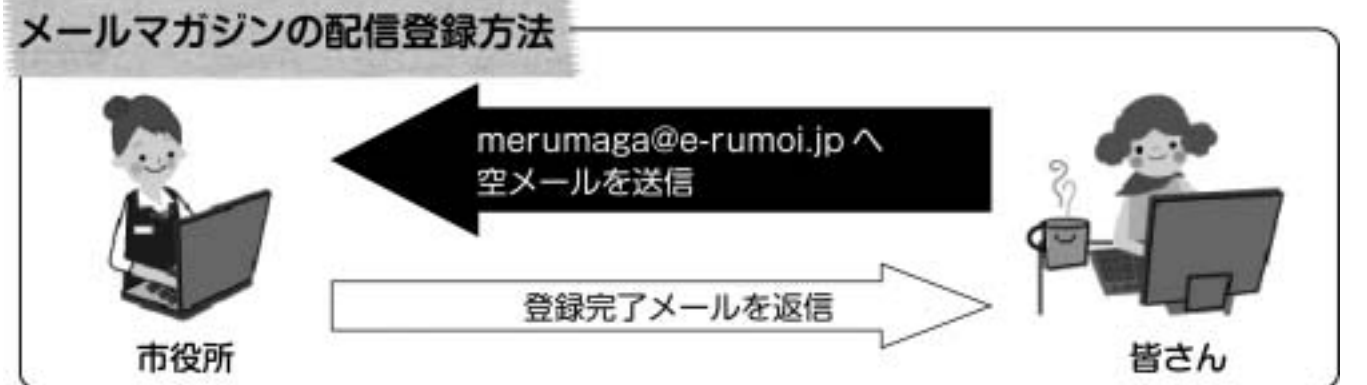 メールマガジンの配信登録方法
merumaga@e-rumoi.jp へ
空メールを送信
登録完了メールを返信
市役所
皆さん